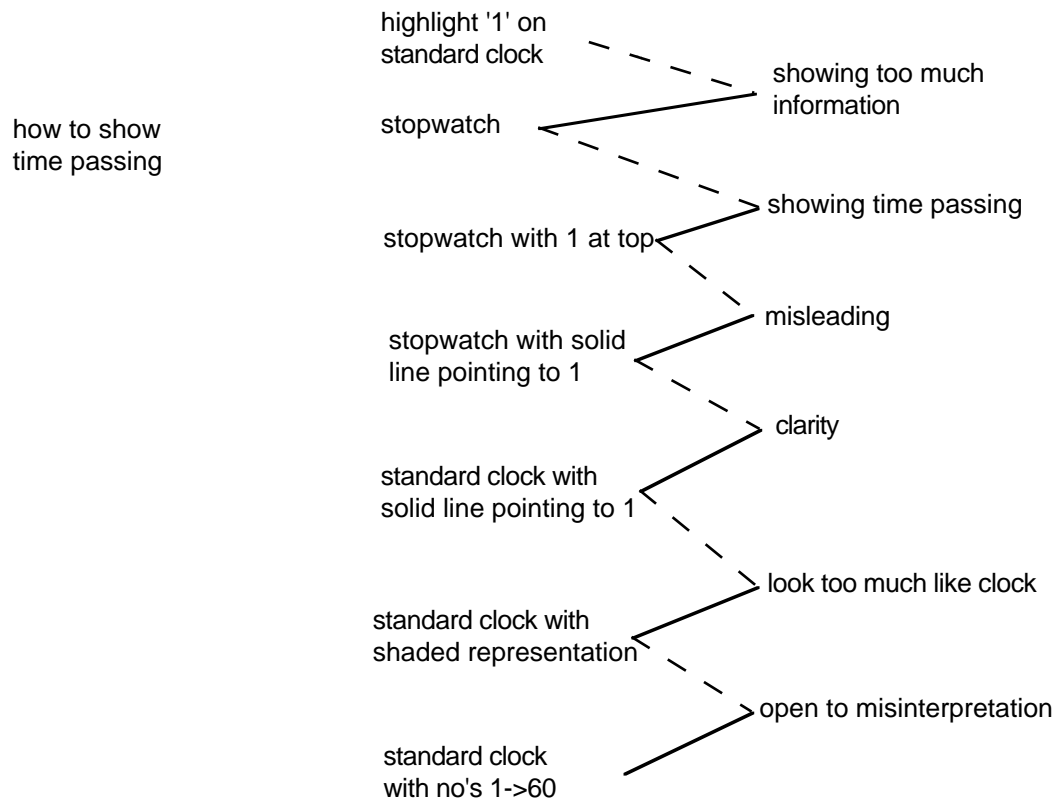 how to show
time passing
highlight '1' on
standard clock
showing too much
information
stopwatch
showing time passing
stopwatch with 1 at top
misleading
stopwatch with solid
line pointing to 1
clarity
standard clock with
solid line pointing to 1
look too much like clock
standard clock with
shaded representation
open to misinterpretation
standard clock
with no's 1->60